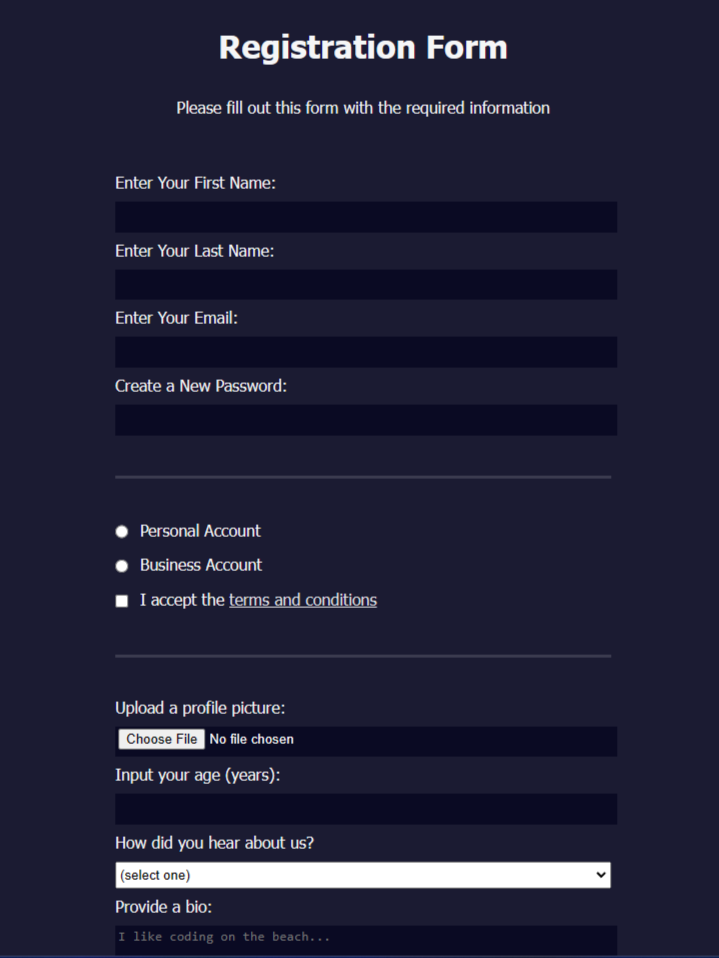 Registration Form
Please fill out this form with the required information
Enter Your First Name:
Enter Your Last Name:
Enter Your Email:
Create a New Password:
Personal Account
Business Account
I accept the terms and conditions
Upload a profile picture:
Choose File No file chosen
Input your age (years):
How did you hear about us?
(select one)
Provide a bio:
I like coding on the beach...